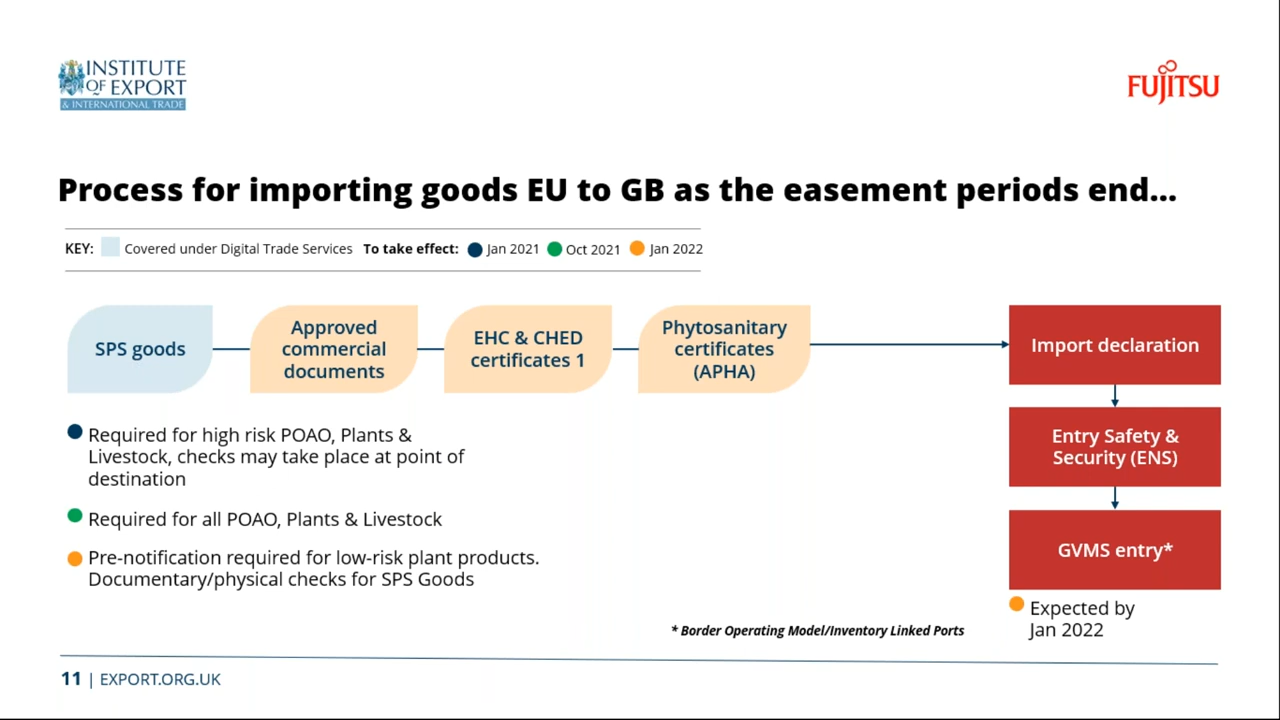 INSTITUTE
OF EXPORT
& INTERNATIONAL TRADE
FUJITSU
Process for importing goods EU to GB as the easement periods end...
KEY: Covered under Digital Trade Services To take effect: Jan 2021 Oct 2021 Jan 2022
SPS goods
Approved
commercial
documents
EHC & CHED
certificates 1
Phytosanitary
certificates
(APHA)
Import declaration
Entry Safety &
Security (ENS)
GVMS entry*
Expected by
Jan 2022
Required for high risk POAO, Plants &
Livestock, checks may take place at point of
destination
Required for all POAO, Plants & Livestock
Pre-notification required for low-risk plant products.
Documentary/physical checks for SPS Goods
* Border Operating Model/Inventory Linked Ports
11 | EXPORT.ORG.UK